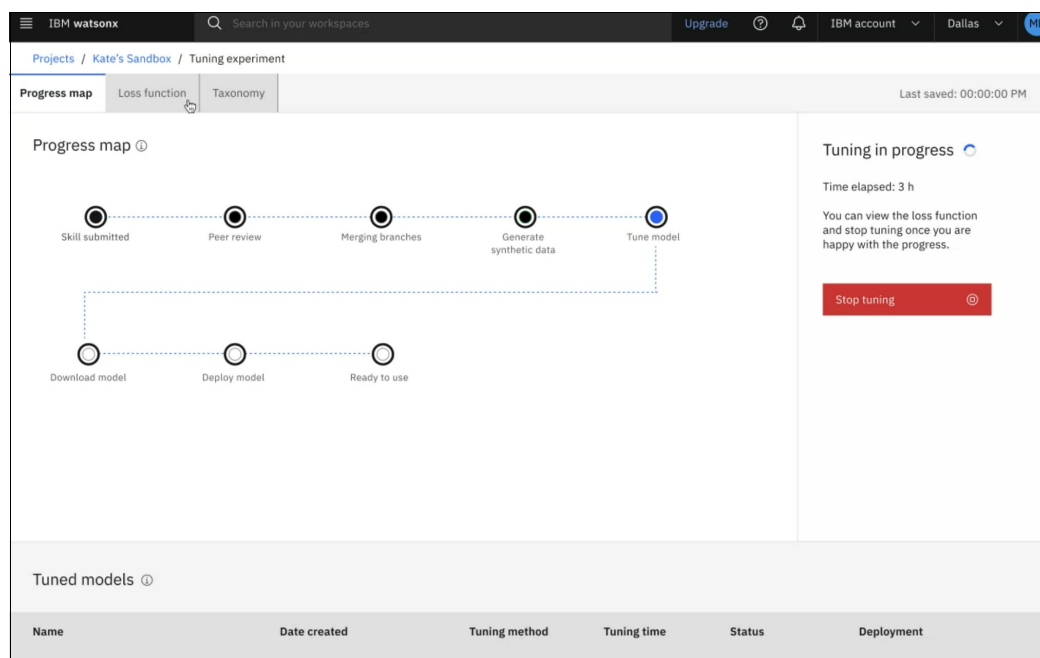 IBM watsonx
Search in your workspaces
Upgrade
IBM account
Dallas
Projects / Kate's Sandbox / Tuning experiment
Progress map
Loss function
Taxonomy
Last saved: 00:00:00 PM
Progress map
Skill submitted
Peer review
Merging branches
Generate
synthetic data
Tune model
Download model
Deploy model
Ready to use
Tuning in progress
Time elapsed: 3 h
You can view the loss function
and stop tuning once you are
happy with the progress.
Stop tuning
Tuned models
Name
Date created
Tuning method
Tuning time
Status
Deployment